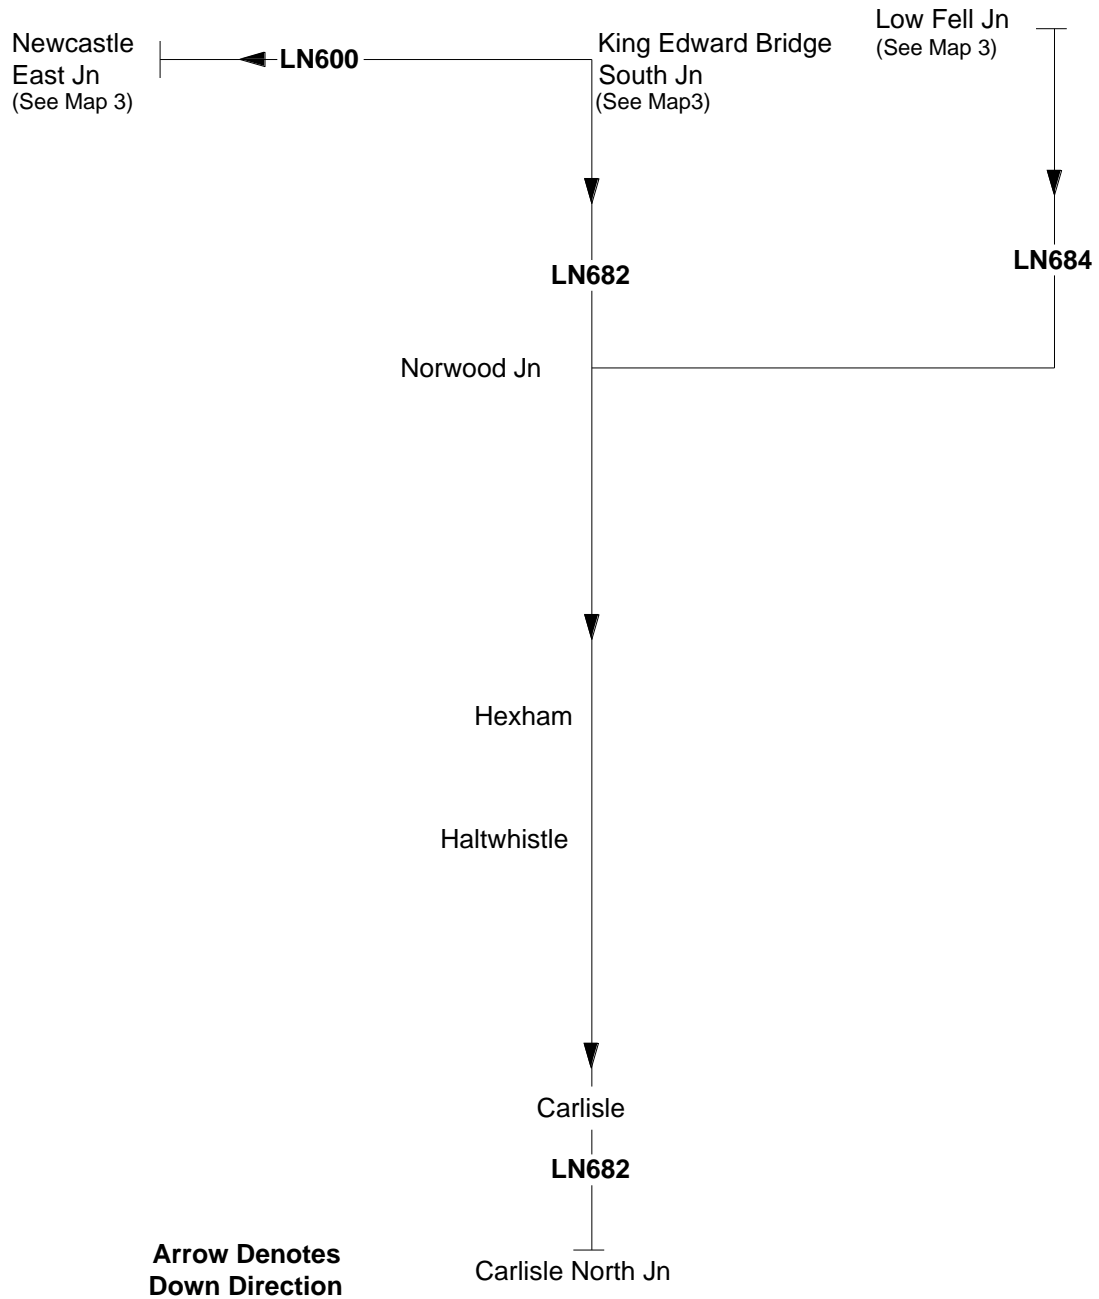 Newcastle
East Jn
(See Map 3)
LN600
King Edward Bridge
South Jn
(See Map3)
Low Fell Jn
(See Map 3)
LN682
LN684
Norwood Jn
Hexham
Haltwhistle
Carlisle
LN682
Carlisle North Jn
Arrow Denotes
Down Direction